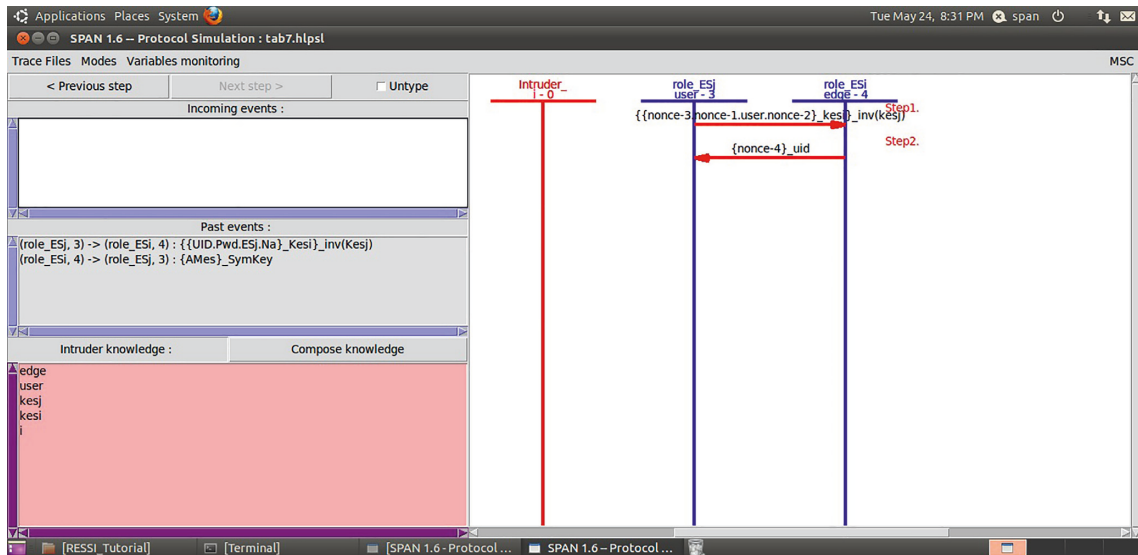 Applications Places System Tue May 24, 8:31 PM span
SPAN 1.6 -- Protocol Simulation : tab7.hlpsl
Trace Files Modes Variables monitoring MSC
< Previous step Next step > Untype
Incoming events :
Past events :
(role_ESj, 3) -> (role_ESi, 4) : {{UID.Pwd.ESj.Na}_Kesi}_inv(Kesj)
(role_ESi, 4) -> (role_ESj, 3) : {AMes}_SymKey
Intruder knowledge : Compose knowledge
edge
user
kesj
kesi
i
Intruder_ role_ESj role_ESi
i - 0 user - 3 edge - 4
Step1.
{{nonce-3.nonce-1.user.nonce-2}_kesi}_inv(kesj)
Step2.
{nonce-4}_uid
[RESSI_Tutorial] [Terminal] [SPAN 1.6 - Protocol ... SPAN 1.6 – Protocol ...